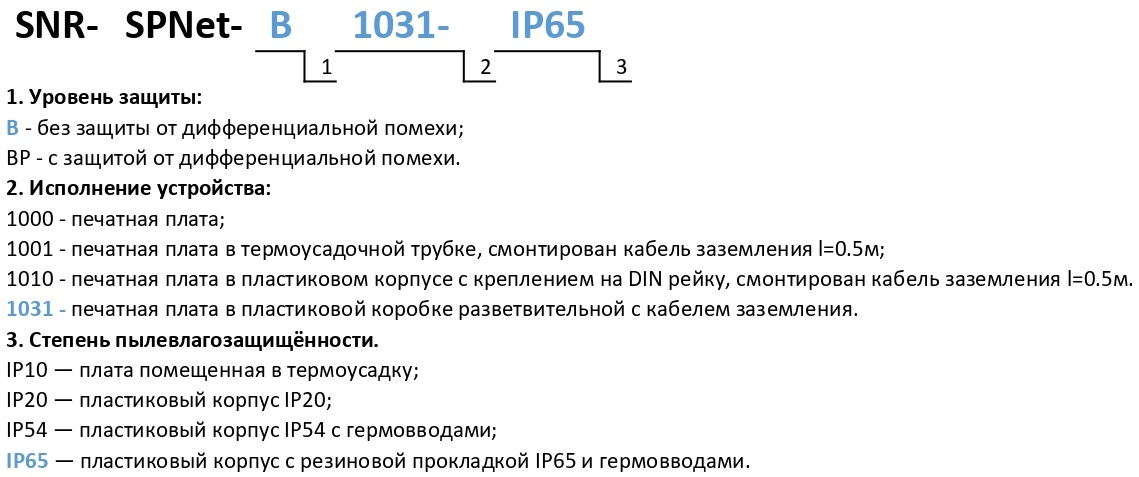 SNR- SPNet- B 1031- IP65
1 2 3
1. Уровень защиты:
B - без защиты от дифференциальной помехи;
BP - с защитой от дифференциальной помехи.
2. Исполнение устройства:
1000 - печатная плата;
1001 - печатная плата в термоусадочной трубке, смонтирован кабель заземления l=0.5м;
1010 - печатная плата в пластиковом корпусе с креплением на DIN рейку, смонтирован кабель заземления l=0.5м.
1031 - печатная плата в пластиковой коробке разветвительной с кабелем заземления.
3. Степень пылевлагозащищённости.
IP10 — плата помещенная в термоусадку;
IP20 — пластиковый корпус IP20;
IP54 — пластиковый корпус IP54 с гермовводами;
IP65 — пластиковый корпус с резиновой прокладкой IP65 и гермовводами.